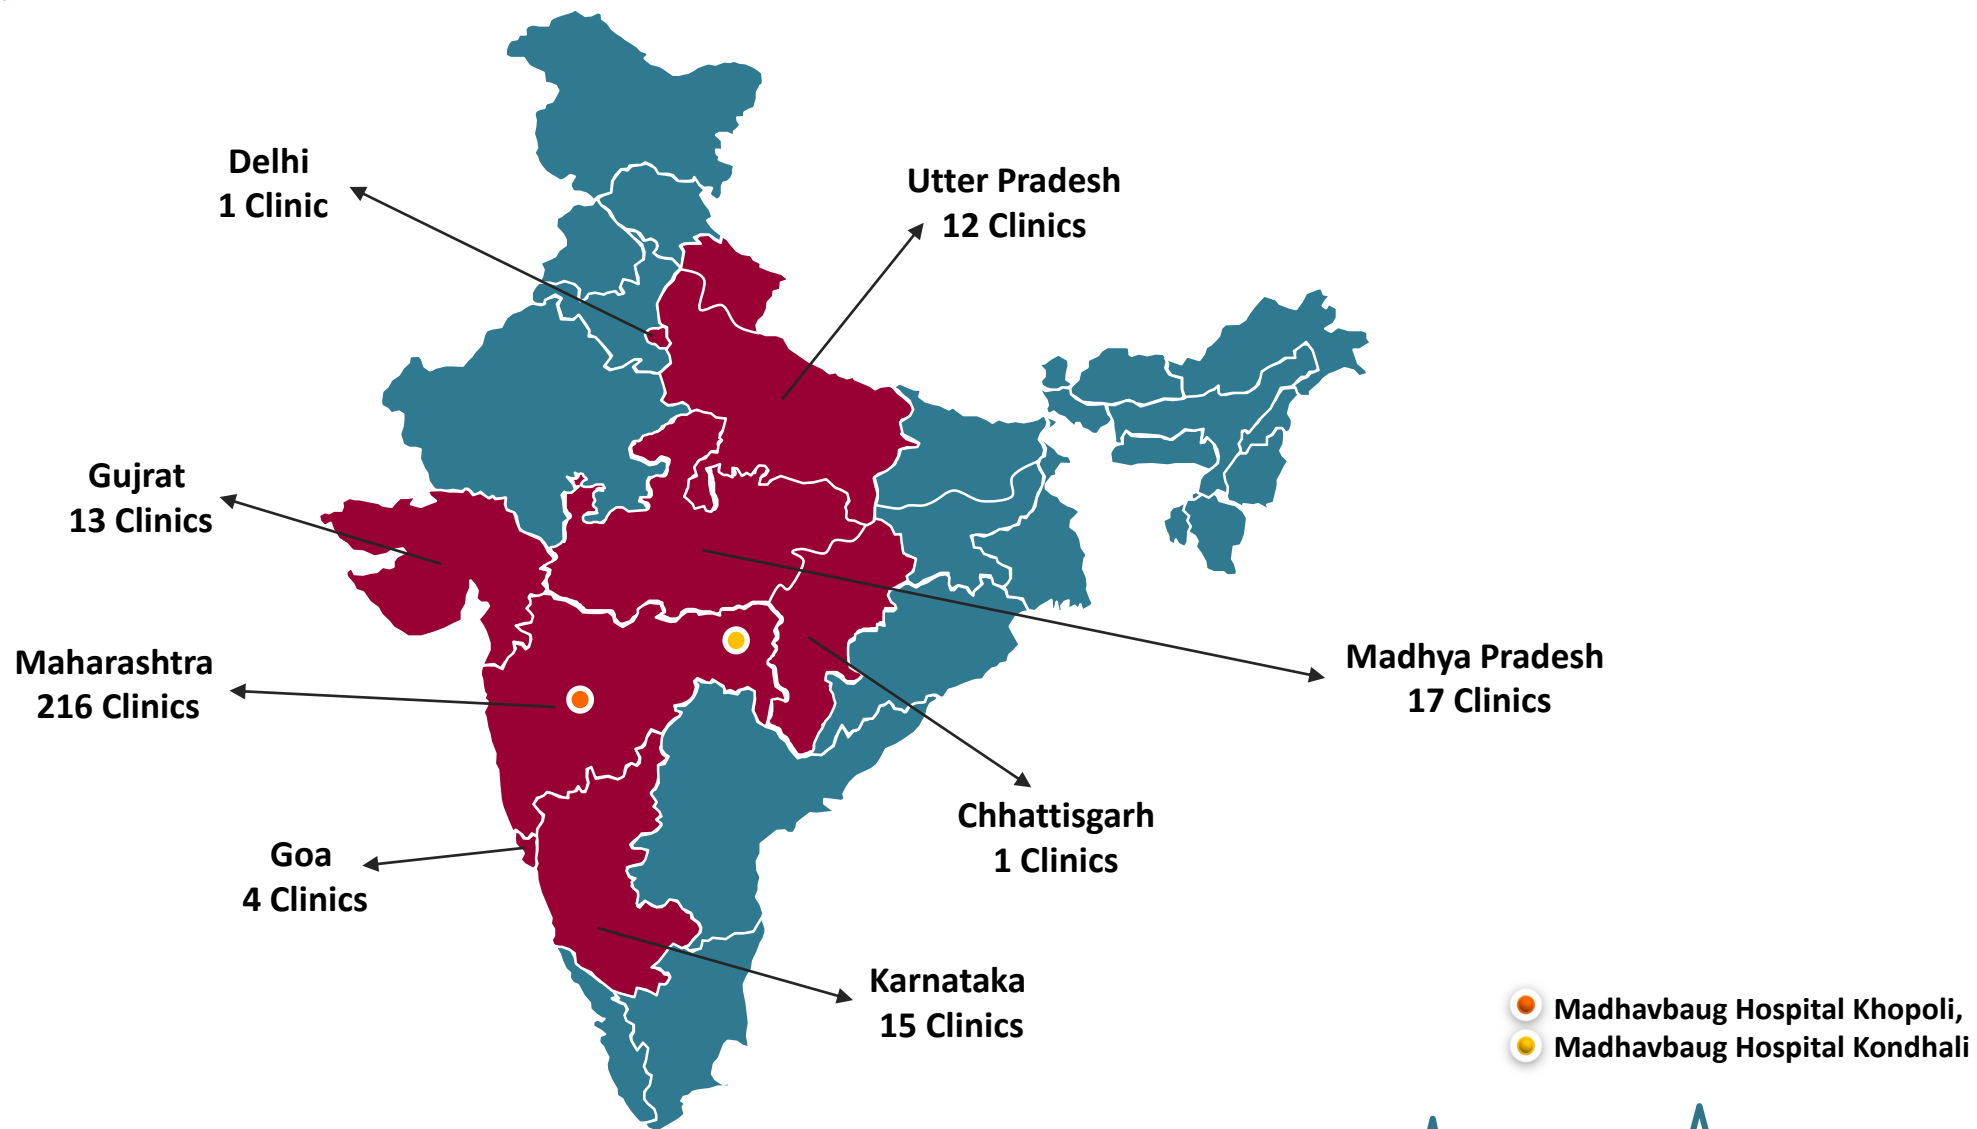 Delhi
1 Clinic
Utter Pradesh
12 Clinics
Gujrat
13 Clinics
Maharashtra
216 Clinics
Madhya Pradesh
17 Clinics
Chhattisgarh
1 Clinics
Goa
4 Clinics
Karnataka
15 Clinics
Madhavbaug Hospital Khopoli,
Madhavbaug Hospital Kondhali